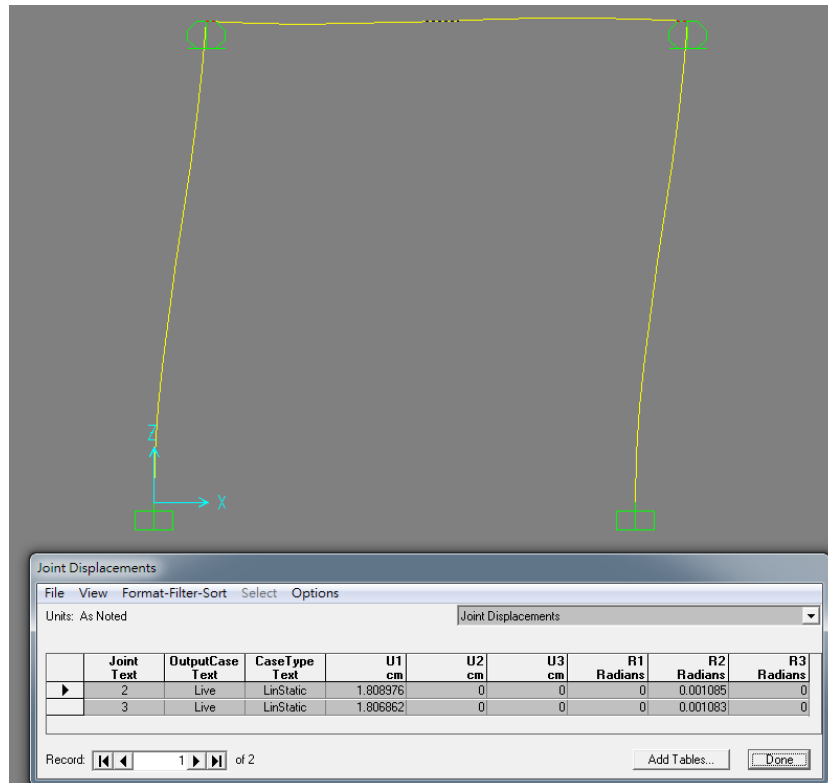 Z
X
Joint Displacements
File View Format-Filter-Sort Select Options
Units: As Noted Joint Displacements
Joint OutputCase CaseType U1 U2 U3 R1 R2 R3
Text Text Text cm cm cm Radians Radians Radians
2 Live LinStatic 1.808976 0 0 0 0.001085 0
3 Live LinStatic 1.806862 0 0 0 0.001083 0
Record: 1 of 2 Add Tables... Done